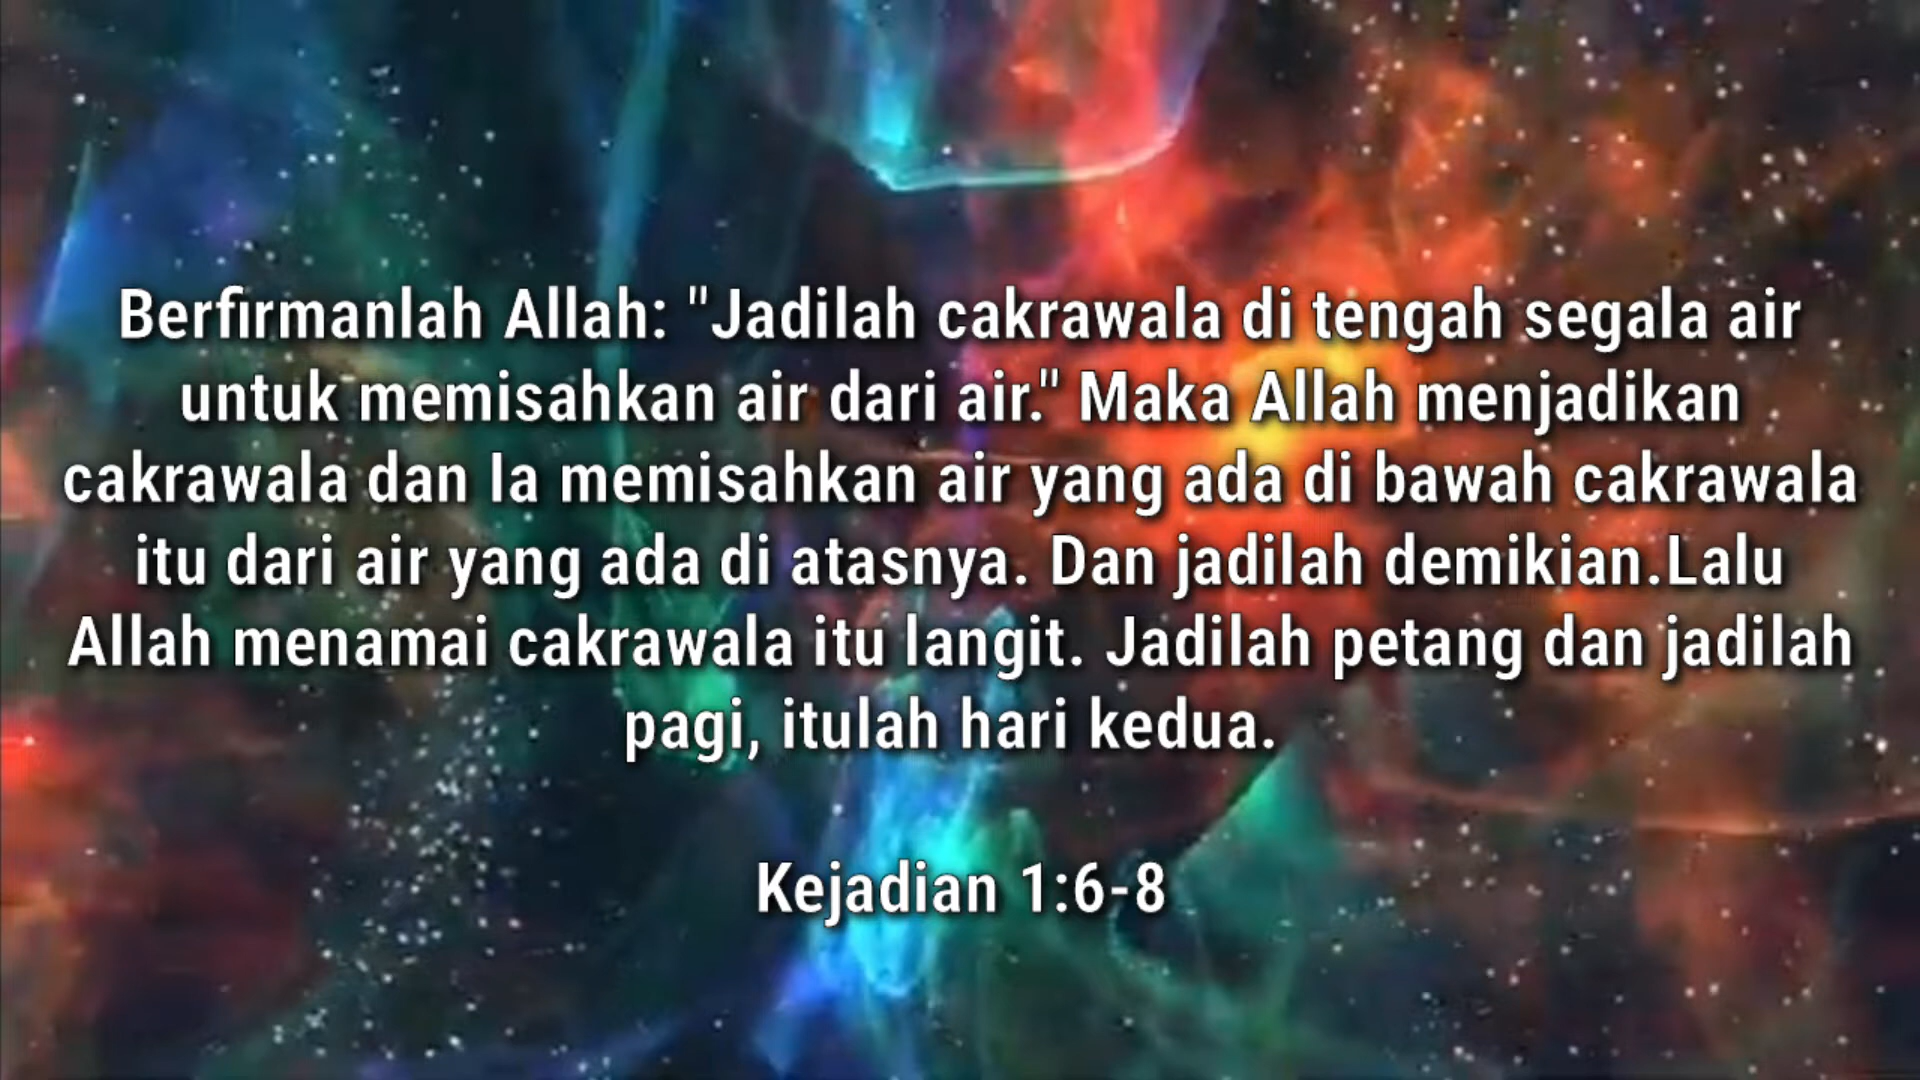 Berfirmanlah Allah: "Jadilah cakrawala di tengah segala air
untuk memisahkan air dari air." Maka Allah menjadikan
cakrawala dan Ia memisahkan air yang ada di bawah cakrawala
itu dari air yang ada di atasnya. Dan jadilah demikian.Lalu
Allah menamai cakrawala itu langit. Jadilah petang dan jadilah
pagi, itulah hari kedua.
Kejadian 1:6-8